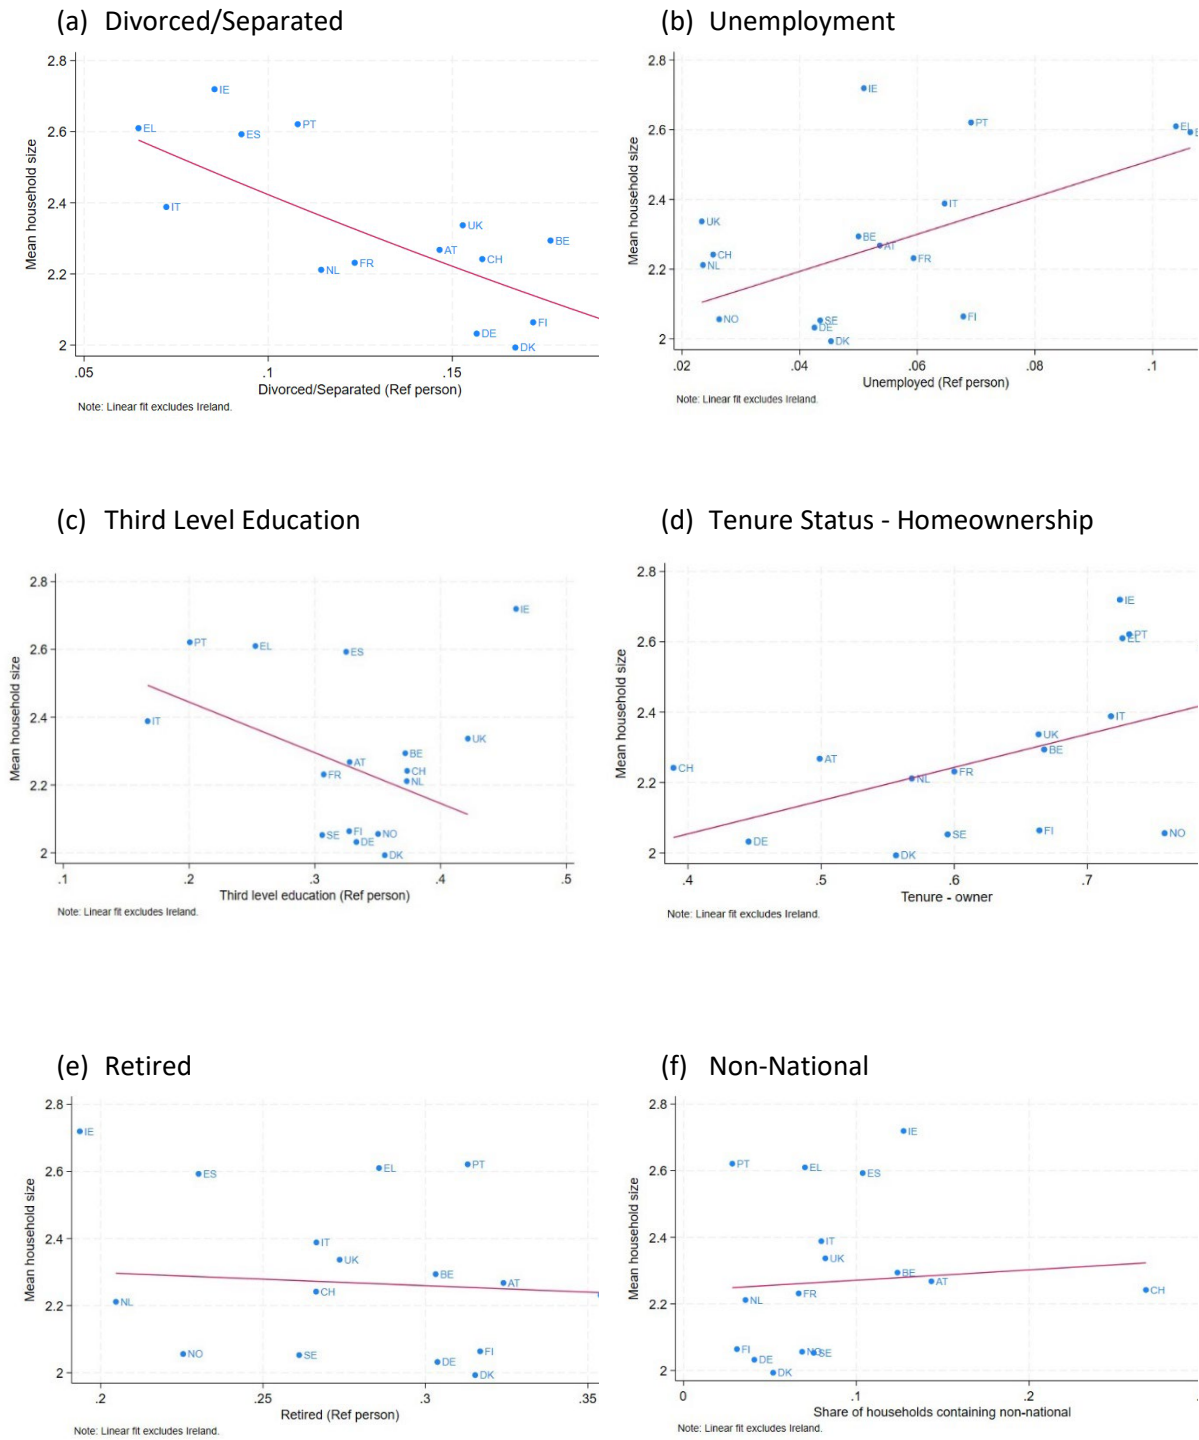 (a) Divorced/Separated
2.8
2.6
2.4
2.2
2
Mean household size
IE
EL
ES
PT
IT
UK
BE
AT
CH
FR
NL
FI
DE
DK
.05
.1
.15
Divorced/Separated (Ref person)
Note: Linear fit excludes Ireland.
(b) Unemployment
2.8
2.6
2.4
2.2
2
Mean household size
IE
PT
EL
IT
UK
BE
AT
CH
FR
NL
NO
SE
DE
FI
DK
.02
.04
.06
.08
.1
Unemployed (Ref person)
Note: Linear fit excludes Ireland.
(c) Third Level Education
2.8
2.6
2.4
2.2
2
Mean household size
IE
PT
EL
ES
IT
UK
BE
AT
CH
FR
NL
SE
FI
NO
DE
DK
.1
.2
.3
.4
.5
Third level education (Ref person)
Note: Linear fit excludes Ireland.
(d) Tenure Status - Homeownership
2.8
2.6
2.4
2.2
2
Mean household size
IE
PT
EL
IT
UK
BE
AT
CH
FR
NL
SE
FI
NO
DE
DK
.4
.5
.6
.7
Tenure - owner
Note: Linear fit excludes Ireland.
(e) Retired
2.8
2.6
2.4
2.2
2
Mean household size
IE
ES
EL
PT
IT
UK
BE
AT
CH
NL
NO
SE
FI
DE
DK
.2
.25
.3
.35
Retired (Ref person)
Note: Linear fit excludes Ireland.
(f) Non-National
2.8
2.6
2.4
2.2
2
Mean household size
IE
PT
EL
ES
IT
UK
BE
AT
CH
FR
NL
FI
NO
SE
DE
DK
0
.1
.2
Share of households containing non-national
Note: Linear fit excludes Ireland.